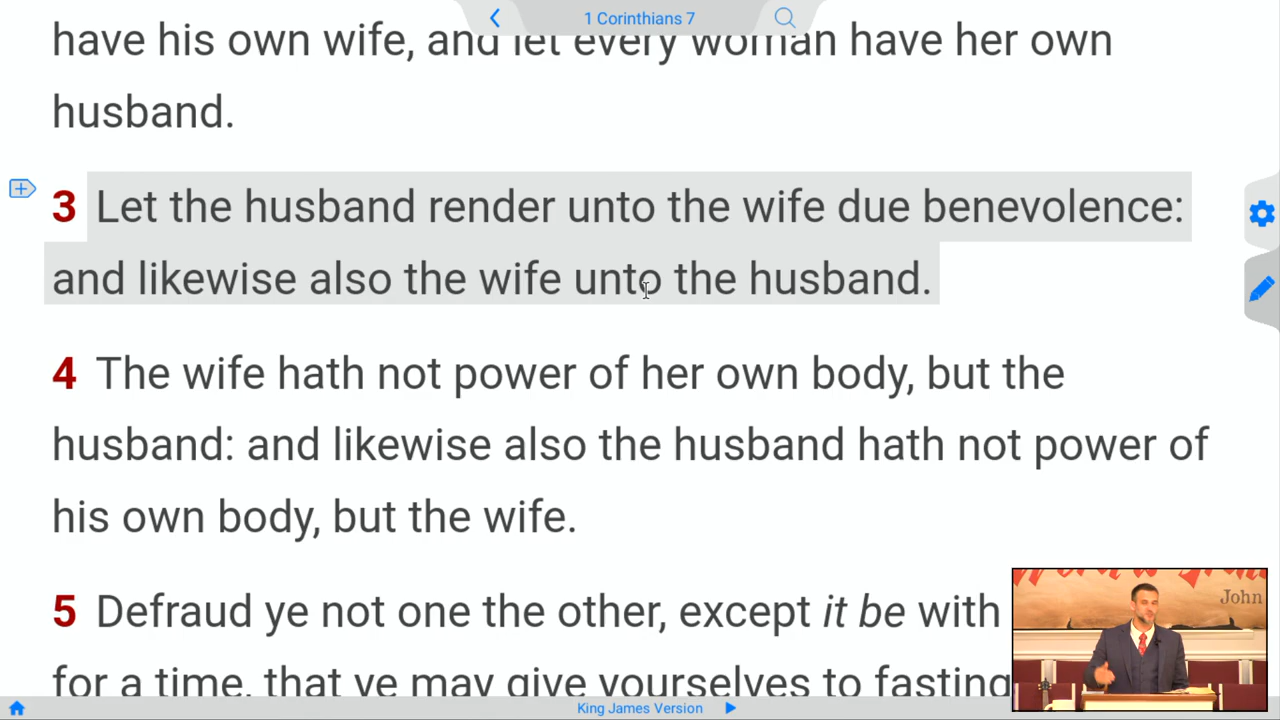 1 Corinthians 7
have his own wife, and let every woman have her own
husband.
3 Let the husband render unto the wife due benevolence:
and likewise also the wife unto the husband.
4 The wife hath not power of her own body, but the
husband: and likewise also the husband hath not power of
his own body, but the wife.
5 Defraud ye not one the other, except it be with
for a time, that ye may give yourselves to fasting
John
King James Version